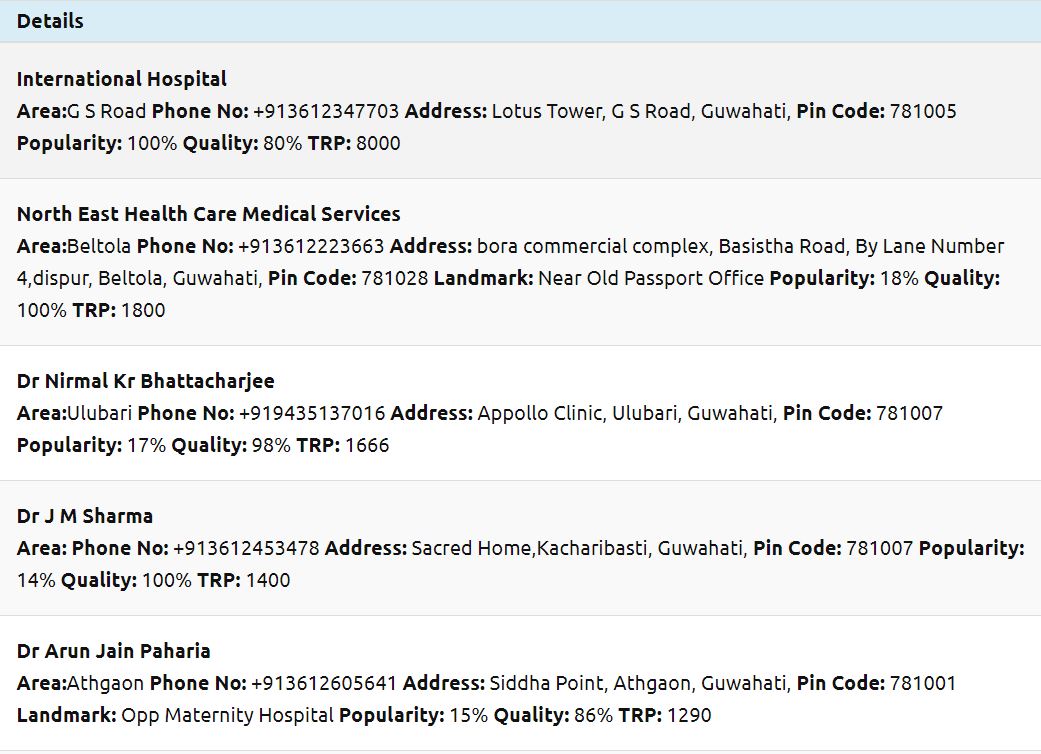 Details
International Hospital
Area:G S Road Phone No: +913612347703 Address: Lotus Tower, G S Road, Guwahati, Pin Code: 781005
Popularity: 100% Quality: 80% TRP: 8000
North East Health Care Medical Services
Area:Beltola Phone No: +913612223663 Address: bora commercial complex, Basistha Road, By Lane Number
4,dispur, Beltola, Guwahati, Pin Code: 781028 Landmark: Near Old Passport Office Popularity: 18% Quality:
100% TRP: 1800
Dr Nirmal Kr Bhattacharjee
Area:Ulubari Phone No: +919435137016 Address: Appollo Clinic, Ulubari, Guwahati, Pin Code: 781007
Popularity: 17% Quality: 98% TRP: 1666
Dr J M Sharma
Area: Phone No: +913612453478 Address: Sacred Home,Kacharibasti, Guwahati, Pin Code: 781007 Popularity:
14% Quality: 100% TRP: 1400
Dr Arun Jain Paharia
Area:Athgaon Phone No: +913612605641 Address: Siddha Point, Athgaon, Guwahati, Pin Code: 781001
Landmark: Opp Maternity Hospital Popularity: 15% Quality: 86% TRP: 1290